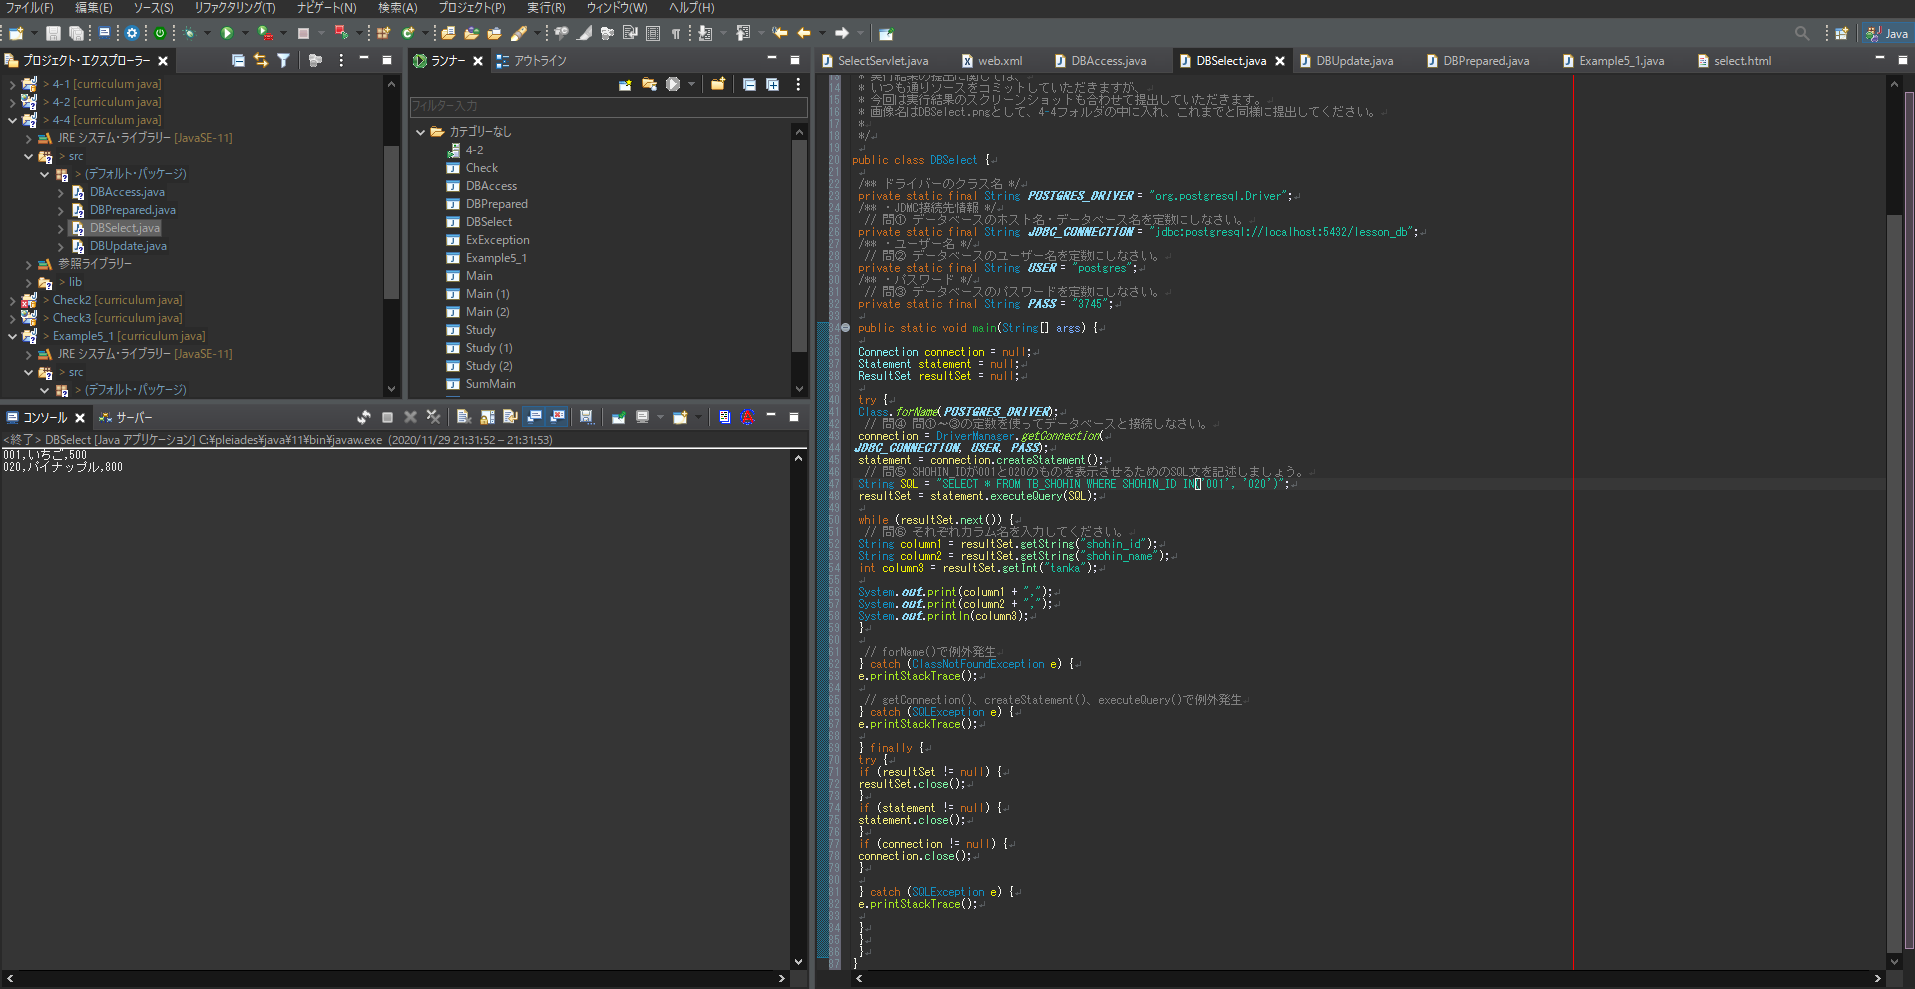 ファイル(F) 編集(E) ソース(S) リファクタリング(T) ナビゲート(N) 検索(A) プロジェクト(P) 実行(R) ウィンドウ(W) ヘルプ(H)
Java
プロジェクト・エクスプローラー
> 4-1 [curriculum java]
> 4-2 [curriculum java]
> 4-4 [curriculum java]
JRE システム・ライブラリー [JavaSE-11]
> src
> (デフォルト・パッケージ)
DBAccess.java
DBPrepared.java
DBSelect.java
DBUpdate.java
参照ライブラリー
> lib
> Check2 [curriculum java]
> Check3 [curriculum java]
> Example5_1 [curriculum java]
JRE システム・ライブラリー [JavaSE-11]
> src
> (デフォルト・パッケージ)
ランナー アウトライン
フィルター入力
カテゴリーなし
4-2
Check
DBAccess
DBPrepared
DBSelect
ExException
Example5_1
Main
Main (1)
Main (2)
Study
Study (1)
Study (2)
SumMain
コンソール サーバー
<終了> DBSelect [Java アプリケーション] C:¥pleiades¥java¥11¥bin¥javaw.exe (2020/11/29 21:31:52 – 21:31:53)
001,いちご,500
020,パイナップル,800
SelectServlet.java web.xml DBAccess.java DBSelect.java DBUpdate.java DBPrepared.java Example5_1.java select.html
13 * 実行結果の提出に関しては、
14 * いつも通りソースをコミットしていただきますが、
15 * 今回は実行結果のスクリーンショットも合わせて提出していただきます。
16 * 画像名はDBSelect.pngとして、4-4フォルダの中に入れ、これまでと同様に提出してください。
17 *
18 */
19
20 public class DBSelect {
21
22 /** ドライバーのクラス名 */
23 private static final String POSTGRES_DRIVER = "org.postgresql.Driver";
24 /** ・JDMC接続先情報 */
25 // 問① データベースのホスト名・データベース名を定数にしなさい。
26 private static final String JDBC_CONNECTION = "jdbc:postgresql://localhost:5432/lesson_db";
27 /** ・ユーザー名 */
28 // 問② データベースのユーザー名を定数にしなさい。
29 private static final String USER = "postgres";
30 /** ・パスワード */
31 // 問③ データベースのパスワードを定数にしなさい。
32 private static final String PASS = "3745";
33
34 public static void main(String[] args) {
35
36 Connection connection = null;
37 Statement statement = null;
38 ResultSet resultSet = null;
39
40 try {
41 Class.forName(POSTGRES_DRIVER);
42 // 問④ 問①～③の定数を使ってデータベースと接続しなさい。
43 connection = DriverManager.getConnection(
44 JDBC_CONNECTION, USER, PASS);
45 statement = connection.createStatement();
46 // 問⑤ SHOHIN_IDが001と020のものを表示させるためのSQL文を記述しましょう。
47 String SQL = "SELECT * FROM TB_SHOHIN WHERE SHOHIN_ID IN('001', '020')";
48 resultSet = statement.executeQuery(SQL);
49
50 while (resultSet.next()) {
51 // 問⑥ それぞれカラム名を入力してください。
52 String column1 = resultSet.getString("shohin_id");
53 String column2 = resultSet.getString("shohin_name");
54 int column3 = resultSet.getInt("tanka");
55
56 System.out.print(column1 + ",");
57 System.out.print(column2 + ",");
58 System.out.println(column3);
59 }
60
61 // forName()で例外発生
62 } catch (ClassNotFoundException e) {
63 e.printStackTrace();
64
65 // getConnection()、createStatement()、executeQuery()で例外発生
66 } catch (SQLException e) {
67 e.printStackTrace();
68
69 } finally {
70 try {
71 if (resultSet != null) {
72 resultSet.close();
73 }
74 if (statement != null) {
75 statement.close();
76 }
77 if (connection != null) {
78 connection.close();
79 }
80
81 } catch (SQLException e) {
82 e.printStackTrace();
83
84 }
85 }
86 }
87 }